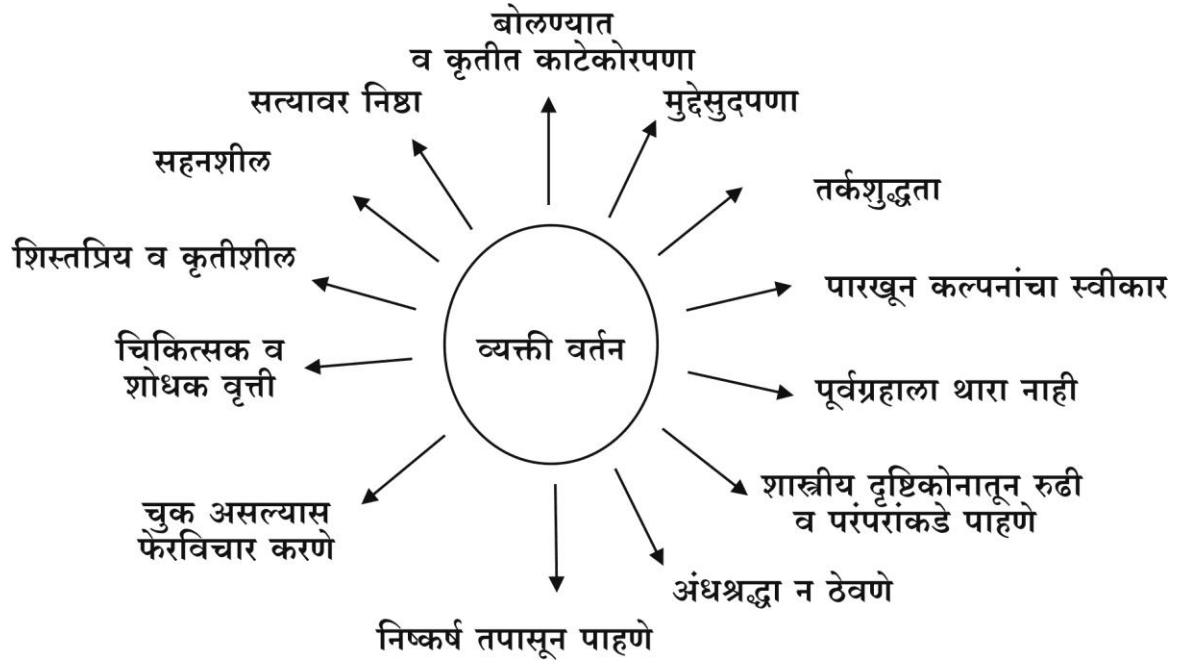 बोलण्यात
व कृतीत काटेकोरपणा
मुद्देसुदपणा
सत्यावर निष्ठा
सहनशील
तर्कशुद्धता
शिस्तप्रिय व कृतीशील
पारखून कल्पनांचा स्वीकार
चिकित्सक व
शोधक वृत्ती
व्यक्ती वर्तन
पूर्वग्रहाला थारा नाही
शास्त्रीय दृष्टिकोनातून रुढी
व परंपरांकडे पाहणे
चुक असल्यास
फेरविचार करणे
अंधश्रद्धा न ठेवणे
निष्कर्ष तपासून पाहणे